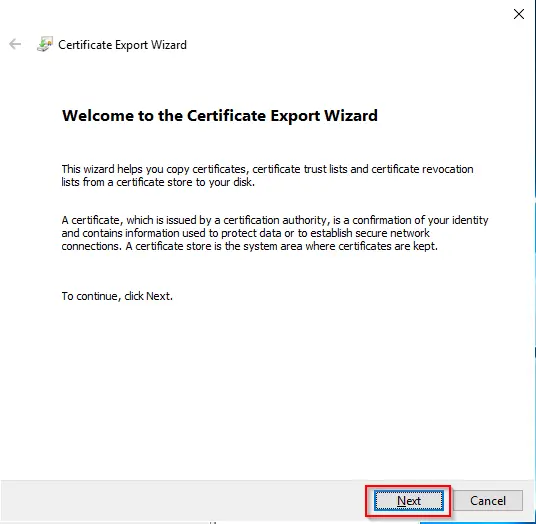 Certificate Export Wizard
Welcome to the Certificate Export Wizard
This wizard helps you copy certificates, certificate trust lists and certificate revocation
lists from a certificate store to your disk.
A certificate, which is issued by a certification authority, is a confirmation of your identity
and contains information used to protect data or to establish secure network
connections. A certificate store is the system area where certificates are kept.
To continue, click Next.
Next
Cancel